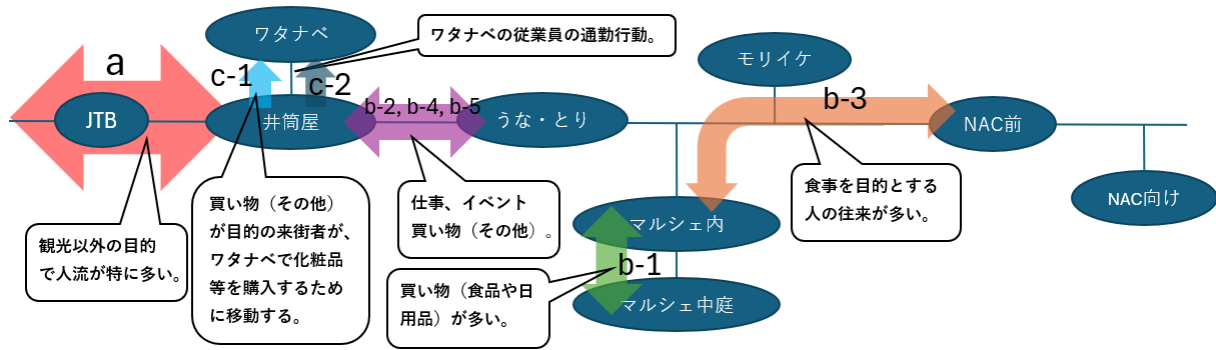 ワタナベ
ワタナベの従業員の通勤行動。
モリイケ
a
c-1
c-2
b-2, b-4, b-5
b-3
JTB
井筒屋
うな・とり
NAC前
NAC向け
観光以外の目的
で人流が特に多い。
買い物（その他）
が目的の来街者が、
ワタナベで化粧品
等を購入するため
に移動する。
仕事、イベント
買い物（その他）。
食事を目的とする
人の往来が多い。
マルシェ内
b-1
マルシェ中庭
買い物（食品や日
用品）が多い。